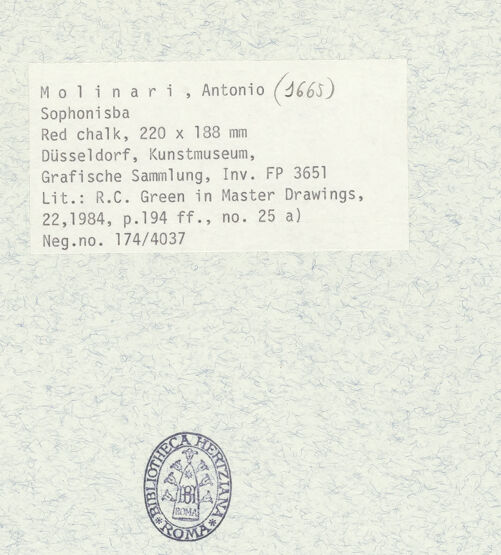 Molinari, Antonio (1665)
Sophonisba
Red chalk, 220 x 188 mm
Düsseldorf, Kunstmuseum,
Grafische Sammlung, Inv. FP 3651
Lit.: R.C. Green in Master Drawings,
22,1984, p.194 ff., no. 25 a)
Neg.no. 174/4037
*BIBLIOTHECA HERTZIANA*
ROMA
BH
ROMA